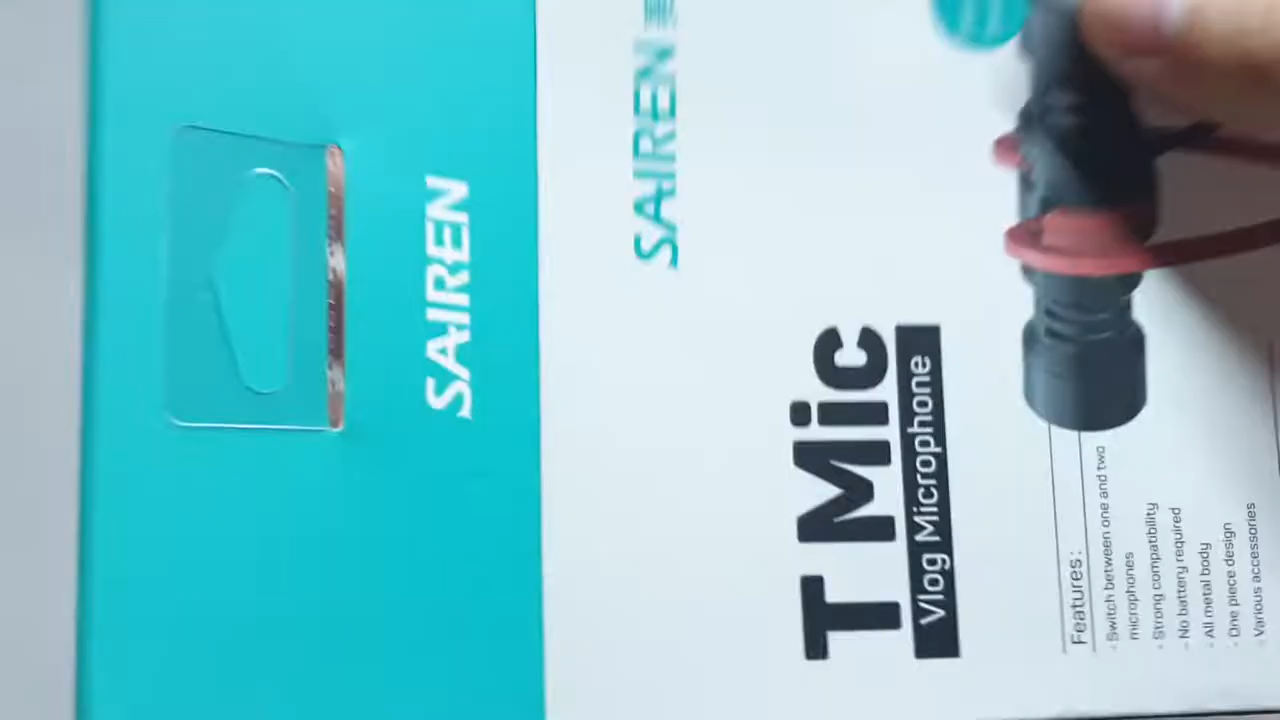 SAIREN
SAIREN
T Mic
Vlog Microphone
Features:
- Switch between one and two
microphones
- Strong compatibility
- No battery required
- All metal body
- One piece design
- Various accessories